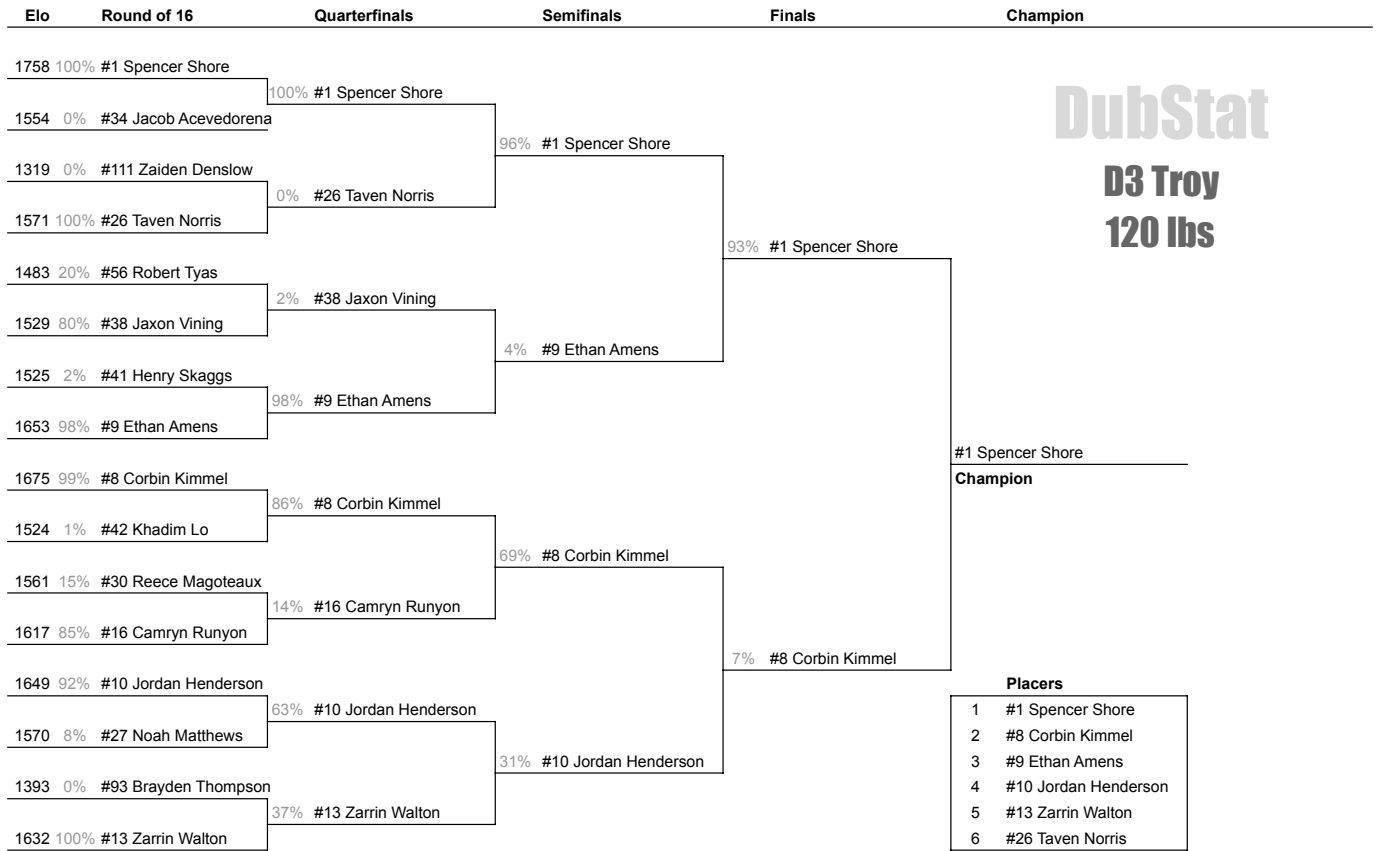 Elo Round of 16 Quarterfinals Semifinals Finals Champion
1758 100% #1 Spencer Shore
100% #1 Spencer Shore
DubStat
1554 0% #34 Jacob Acevedorena
96% #1 Spencer Shore
1319 0% #111 Zaiden Denslow
D3 Troy
0% #26 Taven Norris
1571 100% #26 Taven Norris
120 lbs
93% #1 Spencer Shore
1483 20% #56 Robert Tyas
2% #38 Jaxon Vining
1529 80% #38 Jaxon Vining
4% #9 Ethan Amens
1525 2% #41 Henry Skaggs
98% #9 Ethan Amens
1653 98% #9 Ethan Amens
#1 Spencer Shore
1675 99% #8 Corbin Kimmel
Champion
86% #8 Corbin Kimmel
1524 1% #42 Khadim Lo
69% #8 Corbin Kimmel
1561 15% #30 Reece Magoteaux
14% #16 Camryn Runyon
1617 85% #16 Camryn Runyon
7% #8 Corbin Kimmel
1649 92% #10 Jordan Henderson
Placers
63% #10 Jordan Henderson
1 #1 Spencer Shore
1570 8% #27 Noah Matthews
2 #8 Corbin Kimmel
31% #10 Jordan Henderson
3 #9 Ethan Amens
1393 0% #93 Brayden Thompson
4 #10 Jordan Henderson
37% #13 Zarrin Walton
5 #13 Zarrin Walton
1632 100% #13 Zarrin Walton
6 #26 Taven Norris